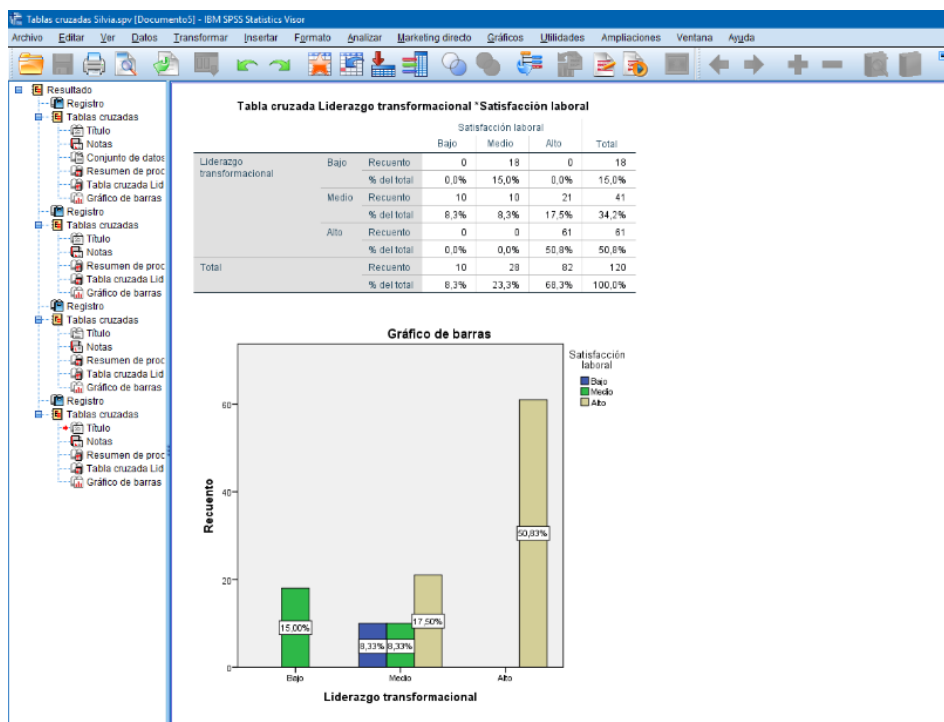 Tablas cruzadas Silvia.spv [Documento5] - IBM SPSS Statistics Visor
Archivo Editar Ver Datos Transformar Insertar Formato Analizar Marketing directo Gráficos Utilidades Ampliaciones Ventana Ayuda
Resultado
Registro
Tablas cruzadas
Título
Notas
Conjunto de datos
Resumen de proc
Tabla cruzada Lid
Gráfico de barras
Registro
Tablas cruzadas
Título
Notas
Resumen de proc
Tabla cruzada Lid
Gráfico de barras
Registro
Tablas cruzadas
Título
Notas
Resumen de proc
Tabla cruzada Lid
Gráfico de barras
Registro
Tablas cruzadas
Título
Notas
Resumen de proc
Tabla cruzada Lid
Gráfico de barras
Tabla cruzada Liderazgo transformacional *Satisfacción laboral
Satisfacción laboral
Bajo Medio Alto Total
Liderazgo transformacional Bajo Recuento 0 18 0 18
% del total 0,0% 15,0% 0,0% 15,0%
Medio Recuento 10 10 21 41
% del total 8,3% 8,3% 17,5% 34,2%
Alto Recuento 0 0 61 61
% del total 0,0% 0,0% 50,8% 50,8%
Total Recuento 10 28 82 120
% del total 8,3% 23,3% 68,3% 100,0%
Gráfico de barras
Satisfacción
laboral
Bajo
Medio
Alto
Recuento
60
40
20
0
15,00%
8,33%
8,33%
17,50%
50,83%
Bajo Medio Alto
Liderazgo transformacional